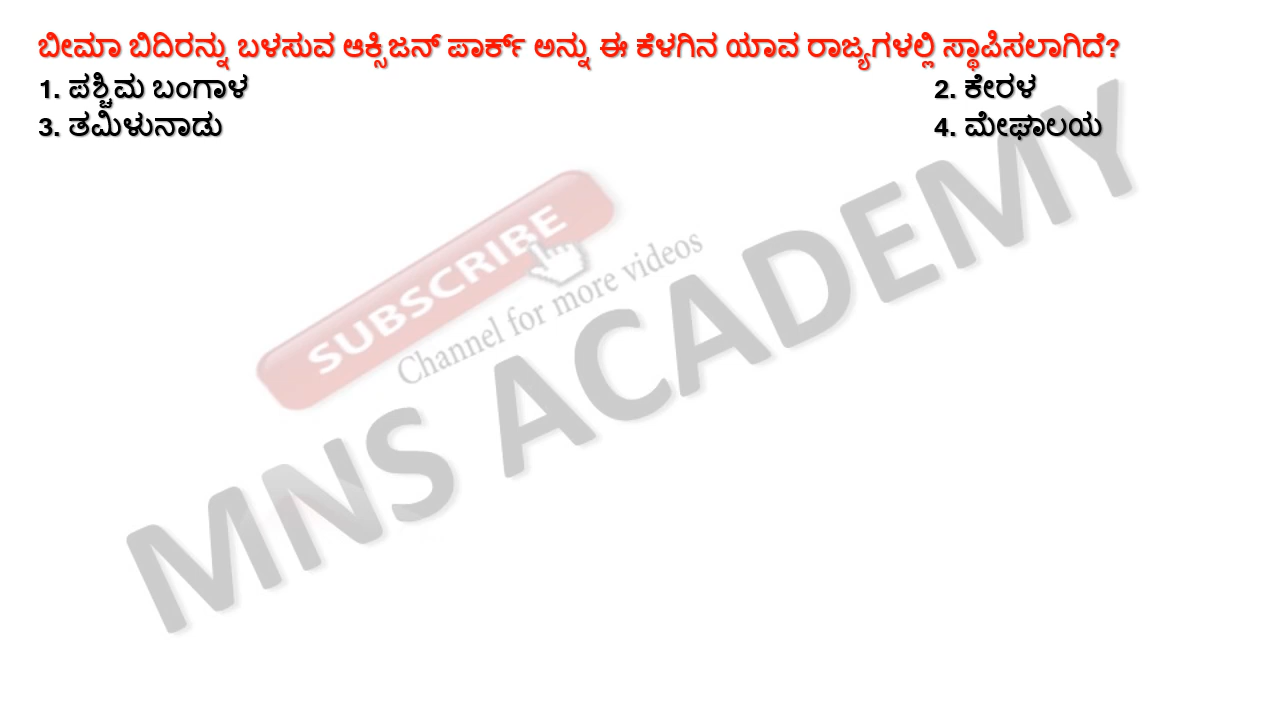 ಬೀಮಾ ಬಿದಿರನ್ನು ಬಳಸುವ ಆಕ್ಸಿಜನ್ ಪಾರ್ಕ್ ಅನ್ನು ಈ ಕೆಳಗಿನ ಯಾವ ರಾಜ್ಯಗಳಲ್ಲಿ ಸ್ಥಾಪಿಸಲಾಗಿದೆ?
1. ಪಶ್ಚಿಮ ಬಂಗಾಳ 2. ಕೇರಳ
3. ತಮಿಳುನಾಡು 4. ಮೇಘಾಲಯ
SUBSCRIBE
Channel for more videos
MNS ACADEMY